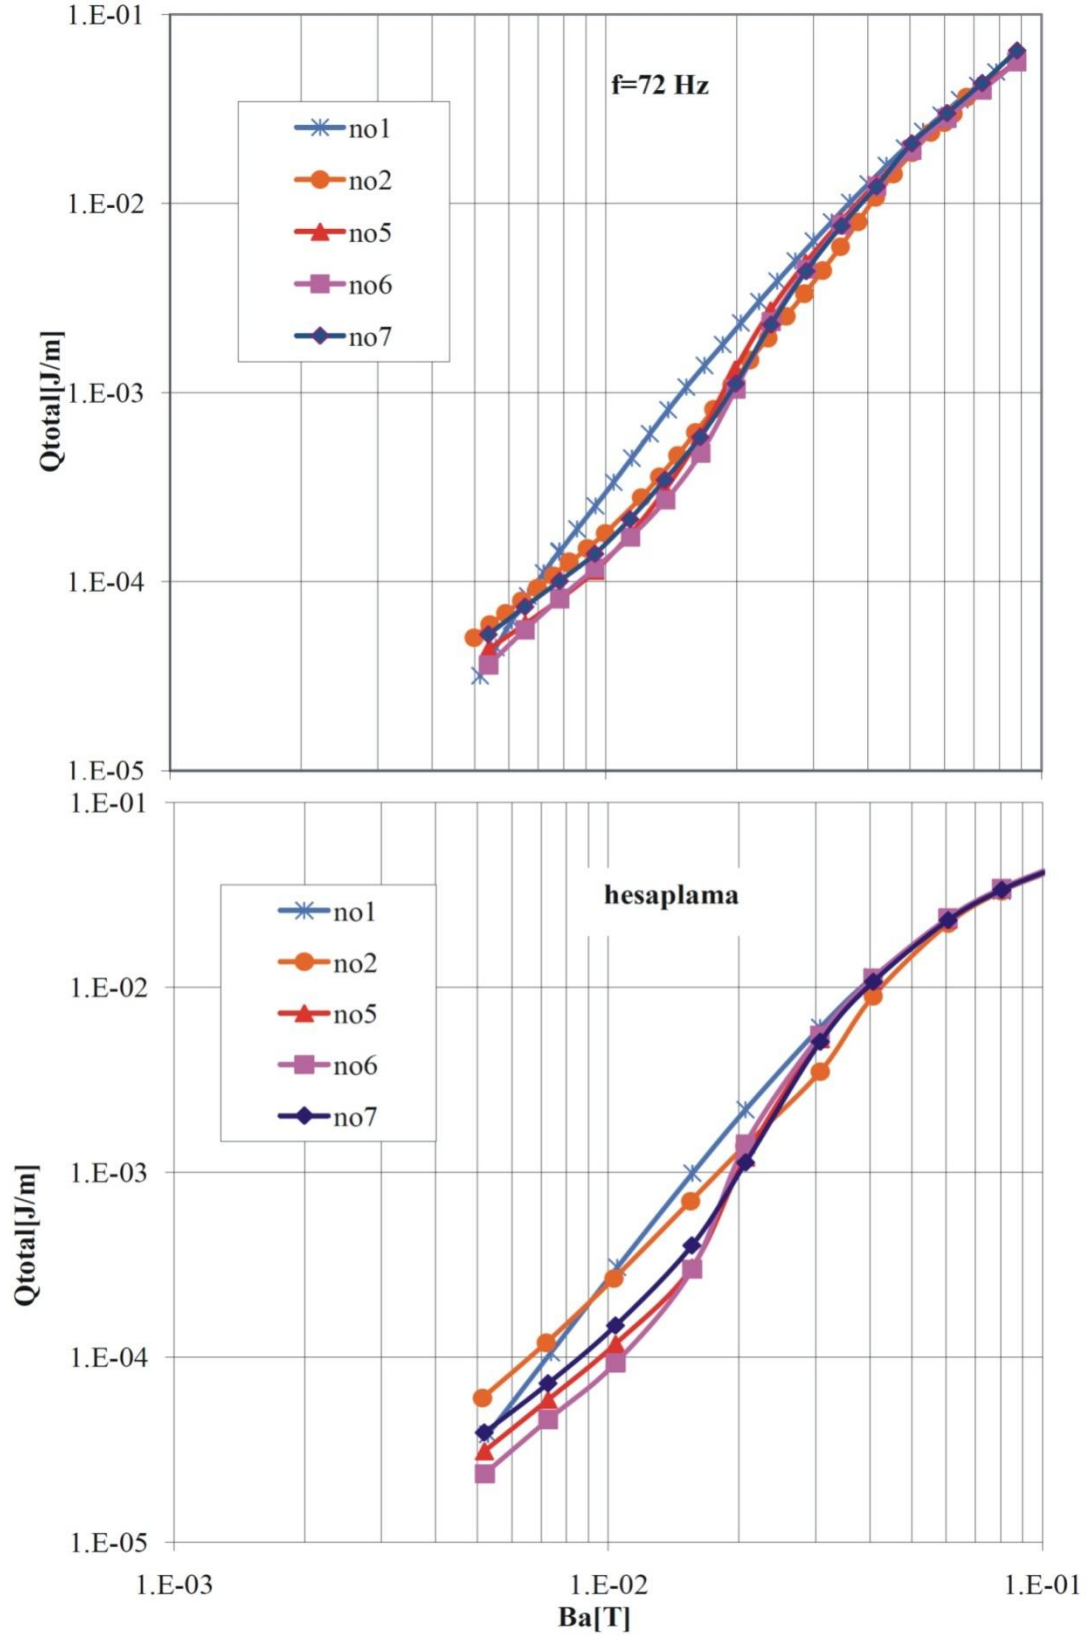 1.E-01
f=72 Hz
no1
no2
1.E-02
no5
no6
no7
Qtotal[J/m]
1.E-03
1.E-04
1.E-05
1.E-01
hesaplama
no1
no2
1.E-02
no5
no6
no7
Qtotal[J/m]
1.E-03
1.E-04
1.E-05
1.E-03 1.E-02 1.E-01
Ba[T]